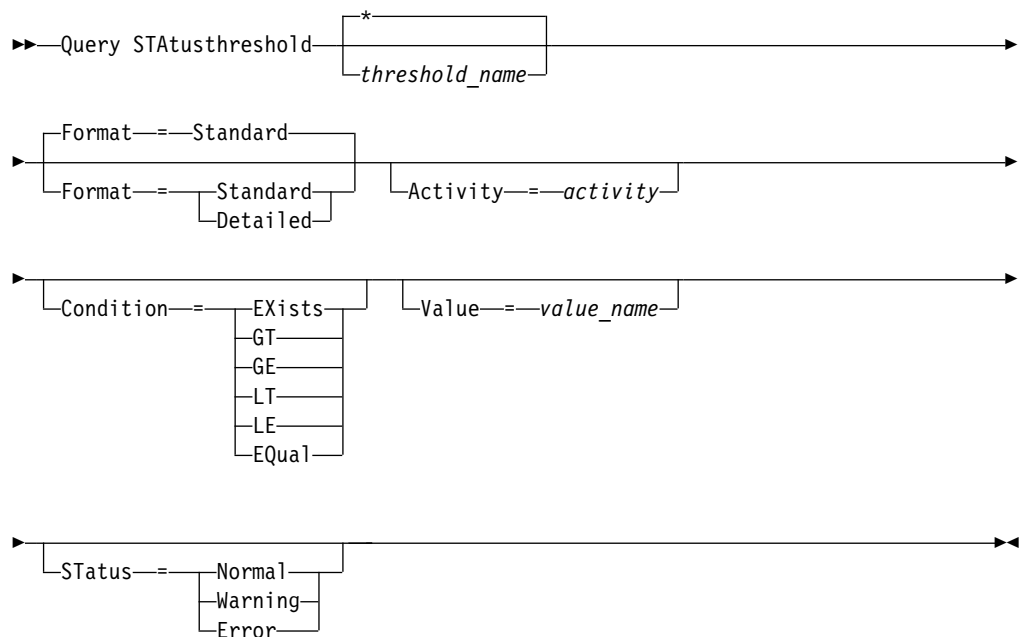 *
Query STAtusthreshold
threshold_name
Format = Standard
Format = Standard Activity = activity
Detailed
Condition = EXists Value = value_name
GT
GE
LT
LE
EQual
STatus = Normal
Warning
Error